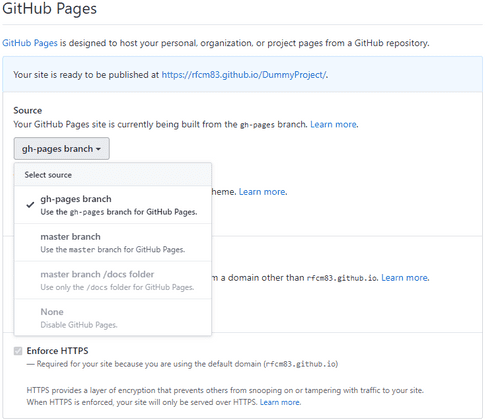 GitHub Pages
GitHub Pages is designed to host your personal, organization, or project pages from a GitHub repository.
Your site is ready to be published at https://rfcm83.github.io/DummyProject/.
Source
Your GitHub Pages site is currently being built from the gh-pages branch. Learn more.
gh-pages branch
Select source
gh-pages branch
Use the gh-pages branch for GitHub Pages.
heme. Learn more.
master branch
Use the master branch for GitHub Pages.
master branch /docs folder
Use only the /docs folder for GitHub Pages.
m a domain other than rfcm83.github.io. Learn more.
None
Disable GitHub Pages.
Enforce HTTPS
— Required for your site because you are using the default domain (rfcm83.github.io)
HTTPS provides a layer of encryption that prevents others from snooping on or tampering with traffic to your site.
When HTTPS is enforced, your site will only be served over HTTPS. Learn more.